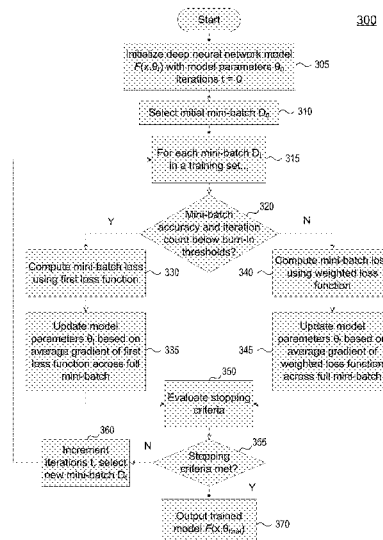 Start
300
Initialize deep neural network model
F(x,θ₀) with model parameters θ₀,
iterations t = 0
305
Select initial mini-batch D₀
310
For each mini-batch Dₜ
in a training set...
315
320
Mini-batch
accuracy and iteration
count below burn-in
thresholds?
Y
N
Compute mini-batch loss
using first loss function
330
340
Compute mini-batch loss
using weighted loss
function
Update model
parameters θₜ based on
average gradient of first
loss function across full
mini-batch
335
345
Update model
parameters θₜ based on
average gradient of
weighted loss function
across full mini-batch
350
Evaluate stopping
criteria
360
Increment
iterations t, select
new mini-batch Dₜ
N
355
Stopping
criteria met?
Y
Output trained
model F(x,θfinal)
370